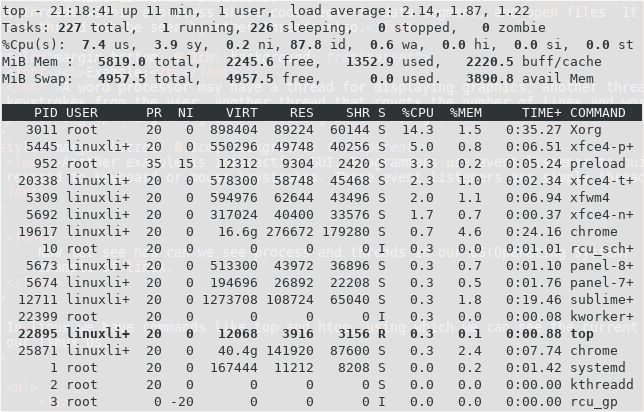 top - 21:18:41 up 11 min,  1 user,  load average: 2.14, 1.87, 1.22
Tasks: 227 total,   1 running, 226 sleeping,   0 stopped,   0 zombie
%Cpu(s):  7.4 us,  3.9 sy,  0.2 ni, 87.8 id,  0.6 wa,  0.0 hi,  0.0 si,  0.0 st
MiB Mem :   5819.0 total,   2245.6 free,   1352.9 used,   2220.5 buff/cache
MiB Swap:   4957.5 total,   4957.5 free,      0.0 used.   3890.8 avail Mem
PID USER      PR  NI    VIRT    RES    SHR S  %CPU  %MEM     TIME+ COMMAND
3011 root      20   0  898404  89224  60144 S  14.3   1.5   0:35.27 Xorg
5445 linuxli+  20   0  550296  49748  40256 S   5.0   0.8   0:06.51 xfce4-p+
952 root      35  15   12312   9304   2420 S   3.3   0.2   0:05.24 preload
20338 linuxli+  20   0  578300  58748  45468 S   2.3   1.0   0:02.34 xfce4-t+
5309 linuxli+  20   0  594976  62644  43496 S   2.0   1.1   0:06.94 xfwm4
5692 linuxli+  20   0  317024  40400  33576 S   1.7   0.7   0:00.37 xfce4-n+
19617 linuxli+  20   0   16.6g 276672 179280 S   0.7   4.6   0:24.16 chrome
10 root      20   0       0      0      0 I   0.3   0.0   0:01.01 rcu_sch+
5673 linuxli+  20   0  513300  43972  36896 S   0.3   0.7   0:01.10 panel-8+
5674 linuxli+  20   0  194696  26892  22208 S   0.3   0.5   0:01.76 panel-7+
12711 linuxli+  20   0 1273708 108724  65040 S   0.3   1.8   0:19.46 sublime+
22399 root      20   0       0      0      0 I   0.3   0.0   0:00.08 kworker+
22895 linuxli+  20   0   12068   3916   3156 R   0.3   0.1   0:00.88 top
25871 linuxli+  20   0   40.4g 141920  87600 S   0.3   2.4   0:07.74 chrome
1 root      20   0  167444  11212   8208 S   0.0   0.2   0:01.42 systemd
2 root      20   0       0      0      0 S   0.0   0.0   0:00.00 kthreadd
3 root       0 -20       0      0      0 I   0.0   0.0   0:00.00 rcu_gp